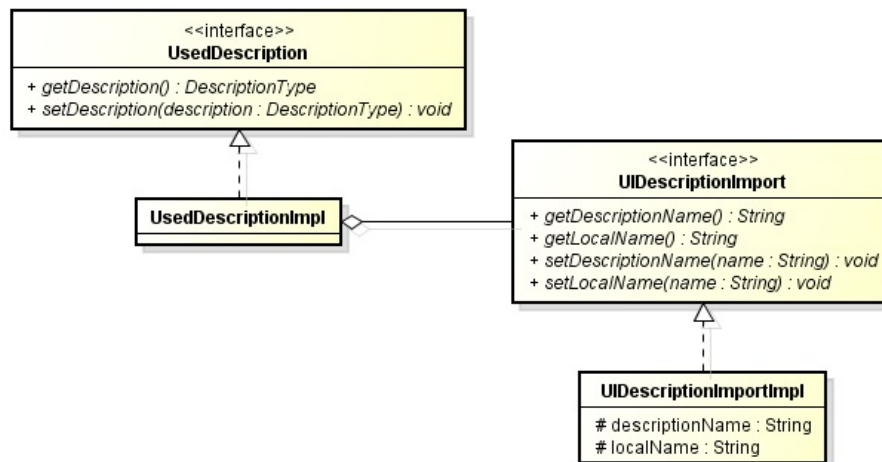 <<interface>>
UsedDescription
+ getDescription() : DescriptionType
+ setDescription(description : DescriptionType) : void
UsedDescriptionImpl
<<interface>>
UIDescriptionImport
+ getDescriptionName() : String
+ getLocalName() : String
+ setDescriptionName(name : String) : void
+ setLocalName(name : String) : void
UIDescriptionImportImpl
# descriptionName : String
# localName : String